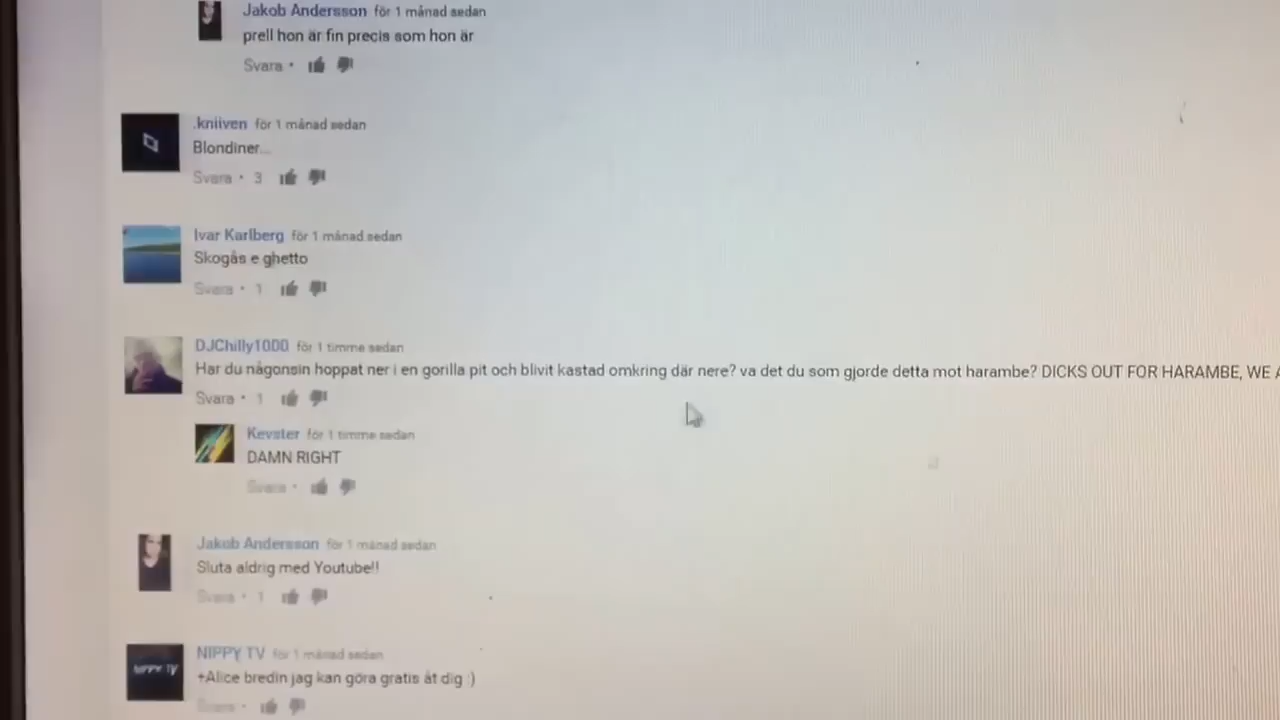 Jakob Andersson för 1 månad sedan
prell hon är fin precis som hon är
Svara •
.kniiven för 1 månad sedan
Blondiner...
Svara • 3
Ivar Karlberg för 1 månad sedan
Skogås e ghetto
Svara • 1
DJChilly1000 för 1 timme sedan
Har du någonsin hoppat ner i en gorilla pit och blivit kastad omkring där nere? va det du som gjorde detta mot harambe? DICKS OUT FOR HARAMBE, WE
Svara • 1
Kevster för 1 timme sedan
DAMN RIGHT
Svara •
Jakob Andersson för 1 månad sedan
Sluta aldrig med Youtube!!
Svara • 1
NIPPY TV
NIPPY TV för 1 månad sedan
+Alice bredin jag kan göra gratis åt dig :)
Svara •